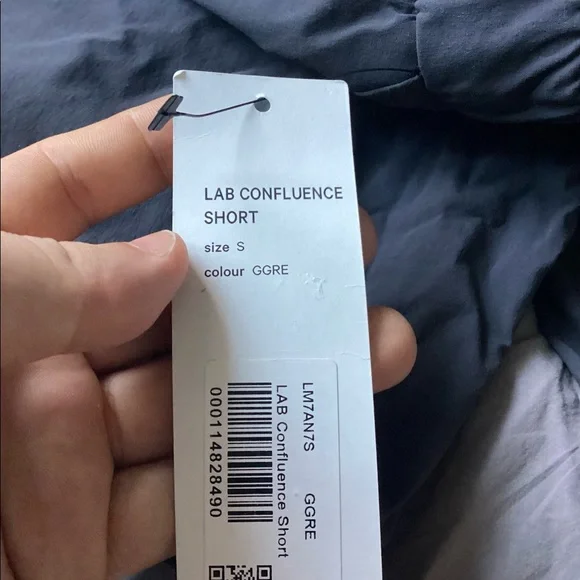 LAB CONFLUENCE
SHORT
size S
colour GGRE
LM7AN7S GGRE
LAB Confluence Short
000114828490